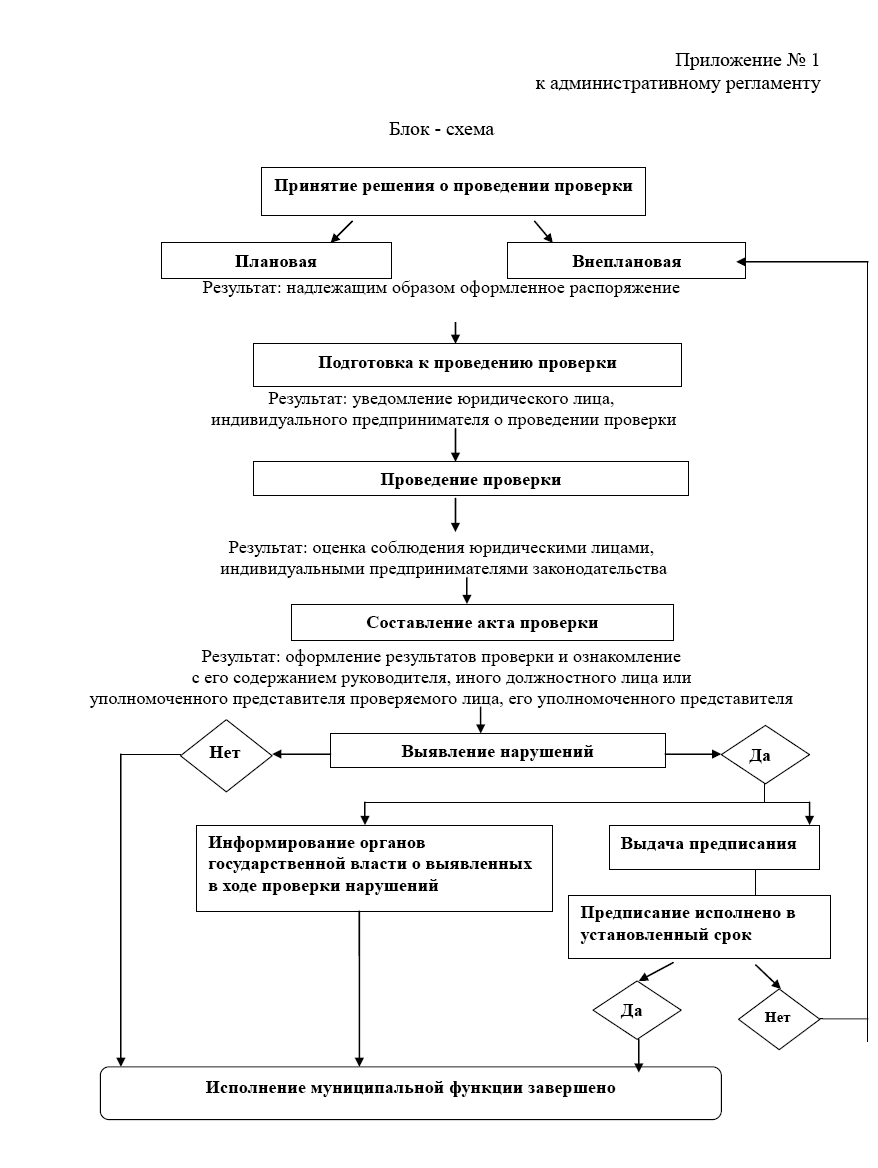 Приложение № 1
к административному регламенту
Блок - схема
Принятие решения о проведении проверки
Плановая
Внеплановая
Результат: надлежащим образом оформленное распоряжение
Подготовка к проведению проверки
Результат: уведомление юридического лица,
индивидуального предпринимателя о проведении проверки
Проведение проверки
Результат: оценка соблюдения юридическими лицами,
индивидуальными предпринимателями законодательства
Составление акта проверки
Результат: оформление результатов проверки и ознакомление
с его содержанием руководителя, иного должностного лица или
уполномоченного представителя проверяемого лица, его уполномоченного представителя
Нет
Выявление нарушений
Да
Информирование органов
государственной власти о выявленных
в ходе проверки нарушений
Выдача предписания
Предписание исполнено в
установленный срок
Да
Нет
Исполнение муниципальной функции завершено